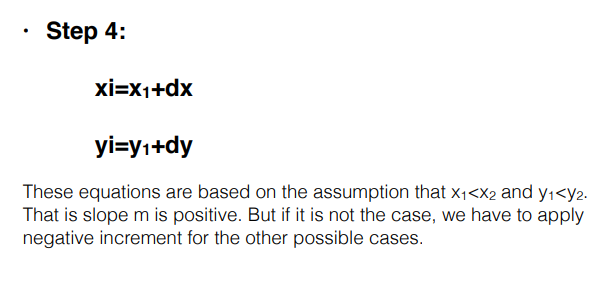 · Step 4:
xi=x₁+dx
yi=y₁+dy
These equations are based on the assumption that x₁<x₂ and y₁<y₂.
That is slope m is positive. But if it is not the case, we have to apply
negative increment for the other possible cases.